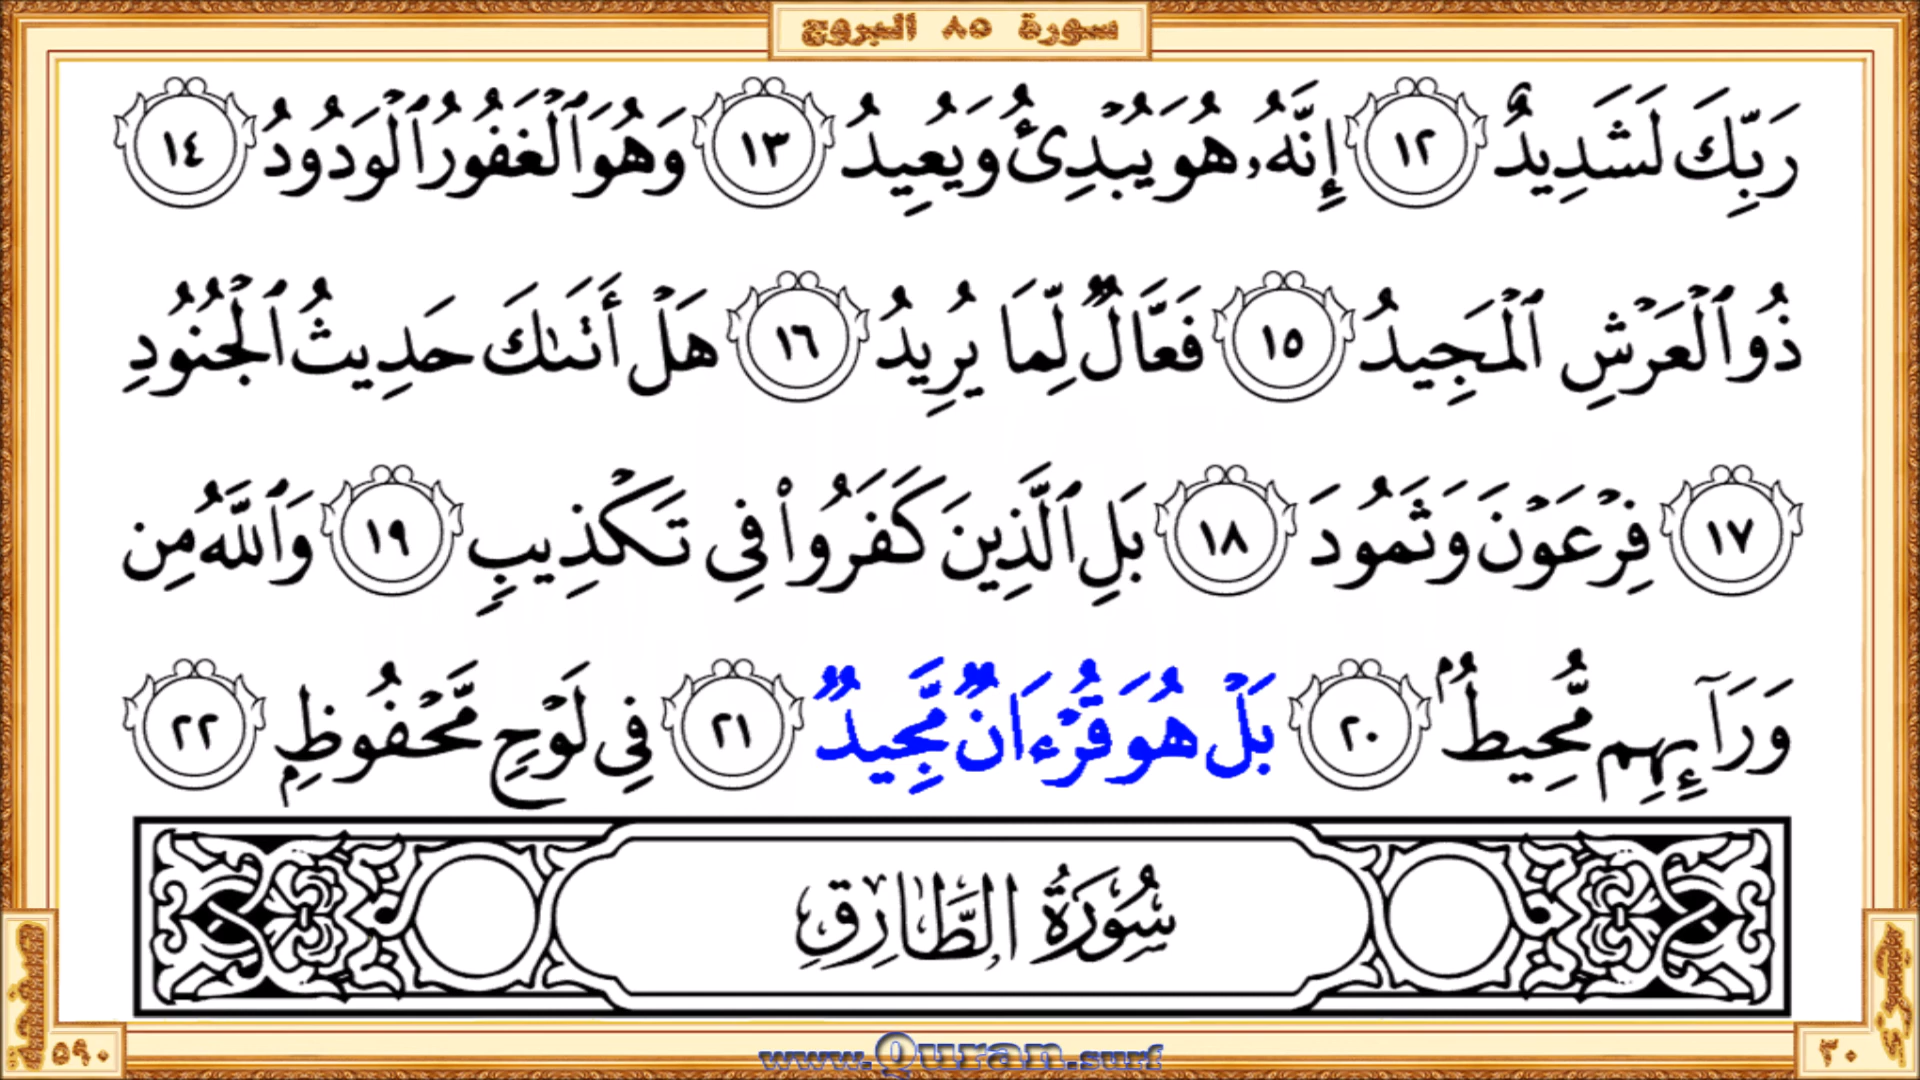 سورة ٨٥ البروج
رَبِّكَ لَشَدِيدٌ ١٢ إِنَّهُۥ هُوَ يُبْدِئُ وَيُعِيدُ ١٣ وَهُوَ ٱلْغَفُورُ ٱلْوَدُودُ ١٤
ذُو ٱلْعَرْشِ ٱلْمَجِيدُ ١٥ فَعَّالٌ لِّمَا يُرِيدُ ١٦ هَلْ أَتَىٰكَ حَدِيثُ ٱلْجُنُودِ
١٧ فِرْعَوْنَ وَثَمُودَ ١٨ بَلِ ٱلَّذِينَ كَفَرُوا۟ فِى تَكْذِيبٍ ١٩ وَٱللَّهُ مِن
وَرَآئِهِم مُّحِيطٌۢ ٢٠ بَلْ هُوَ قُرْءَانٌ مَّجِيدٌ ٢١ فِى لَوْحٍ مَّحْفُوظٍۭ ٢٢
سُورَةُ الطَّارِقِ
صفحة
٥٩٠
www.Quran.surf
٣٠